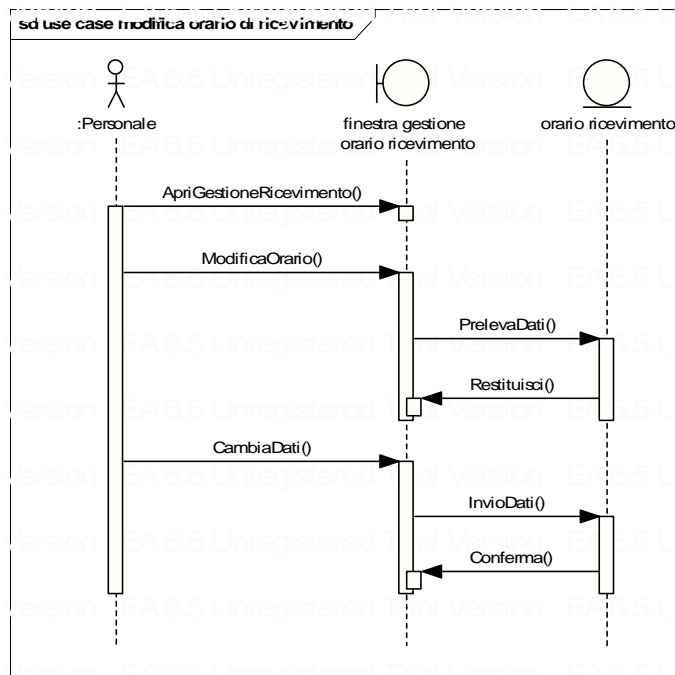 sd use case modifica orario di ricevimento
:Personale
finestra gestione
orario ricevimento
orario ricevimento
ApriGestioneRicevimento()
ModificaOrario()
PrelevaDati()
Restituisci()
CambiaDati()
InvioDati()
Conferma()